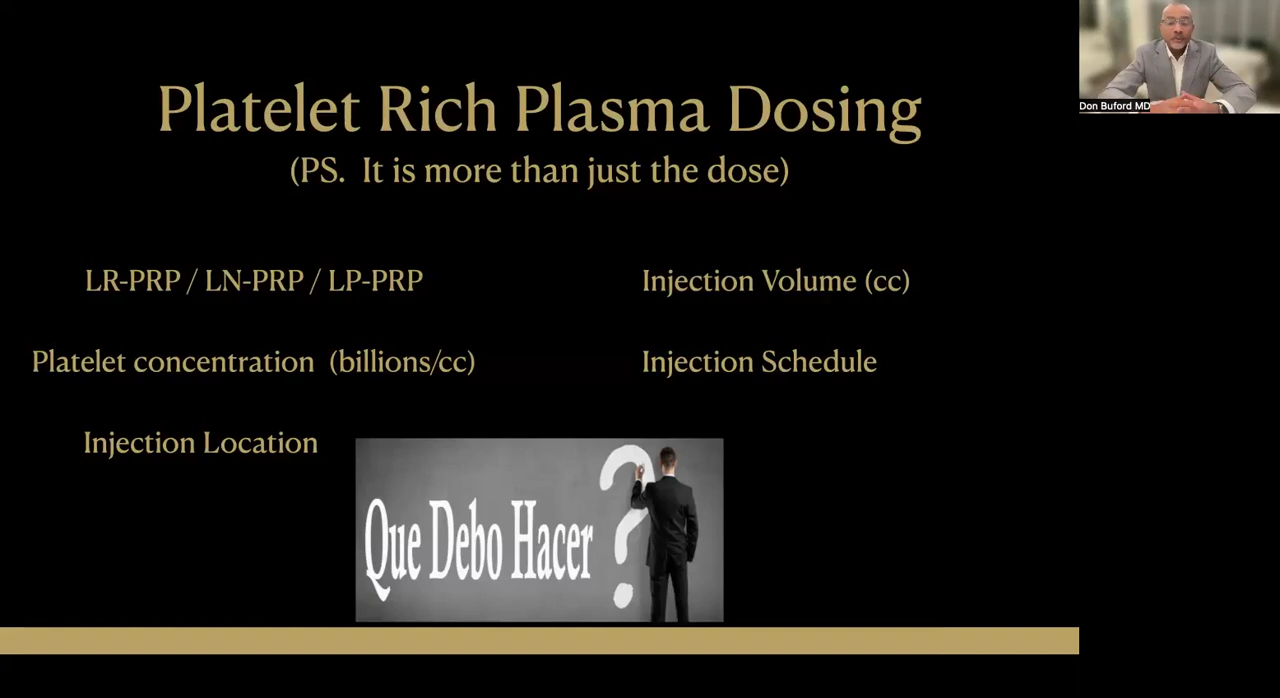 Platelet Rich Plasma Dosing
(PS. It is more than just the dose)
LR-PRP / LN-PRP / LP-PRP
Platelet concentration (billions/cc)
Injection Location
Injection Volume (cc)
Injection Schedule
Que Debo Hacer ?
Don Buford MD